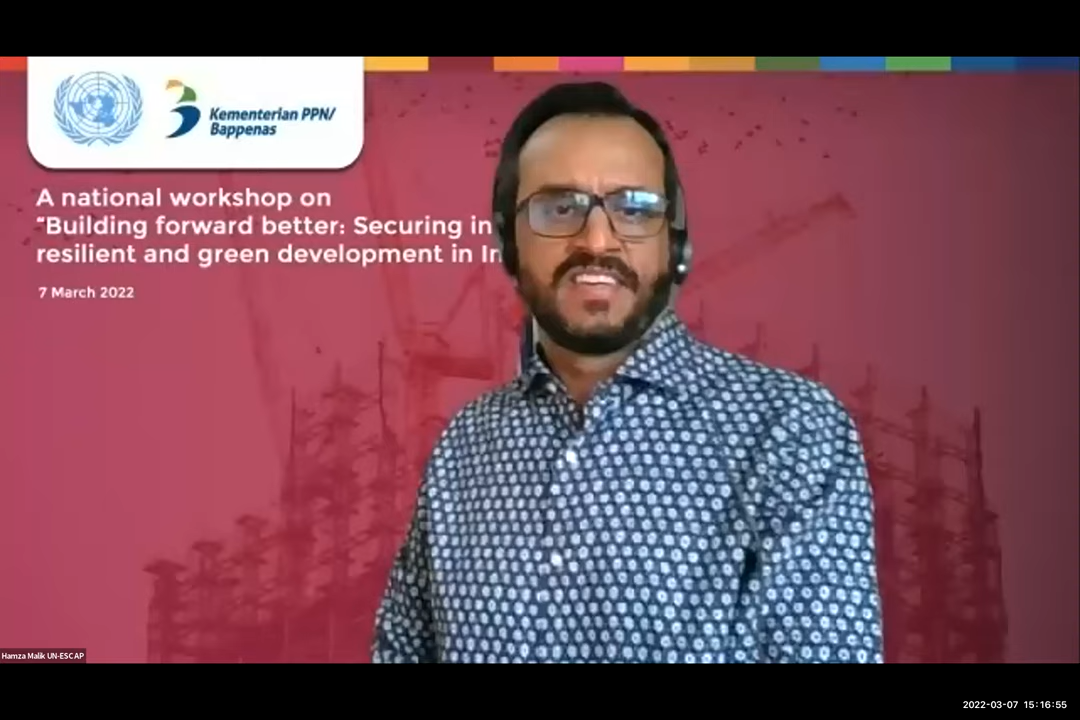 Kementerian PPN/
Bappenas
A national workshop on
“Building forward better: Securing in
resilient and green development in In
7 March 2022
Hamza Malik UN-ESCAP
2022-03-07 15:16:55